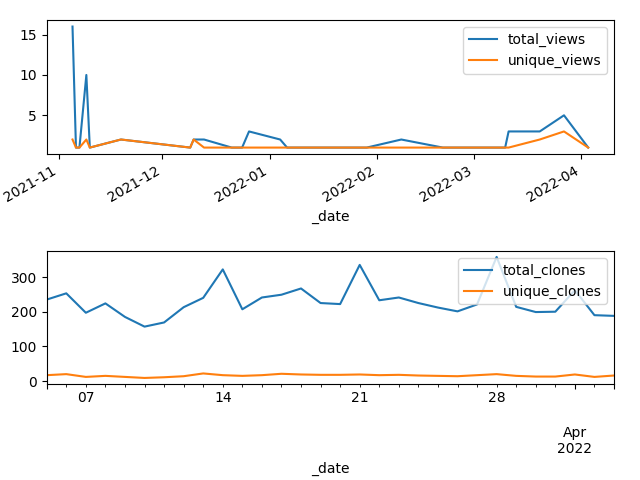 15
10
5
total_views
unique_views
2021-11
2021-12
2022-01
2022-02
2022-03
2022-04
_date
300
200
100
0
total_clones
unique_clones
07
14
21
28
Apr
2022
_date